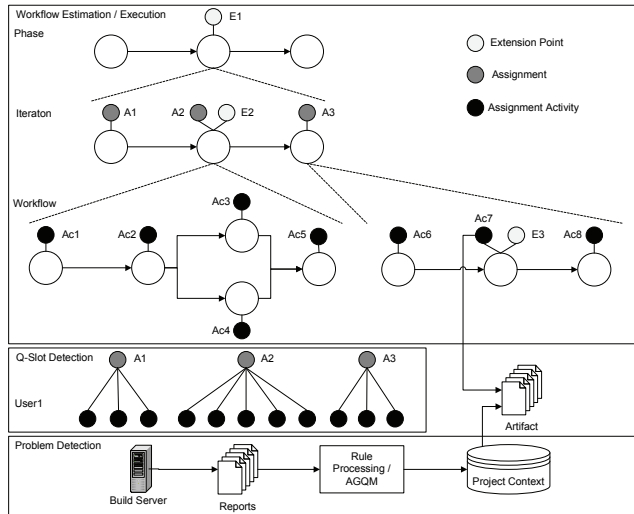 Workflow Estimation / Execution
E1
Phase
Extension Point
Assignment
Assignment Activity
Iteraton
A1
A2
E2
A3
Workflow
Ac3
Ac1
Ac2
Ac5
Ac6
Ac7
E3
Ac8
Ac4
Q-Slot Detection
A1
A2
A3
User1
Artifact
Problem Detection
Rule
Processing /
AGQM
Project Context
Build Server
Reports